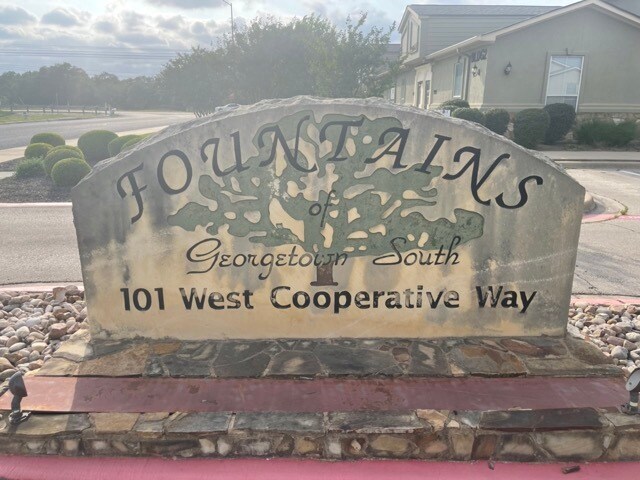 FOUNTAINS
of
Georgetown South
101 West Cooperative Way